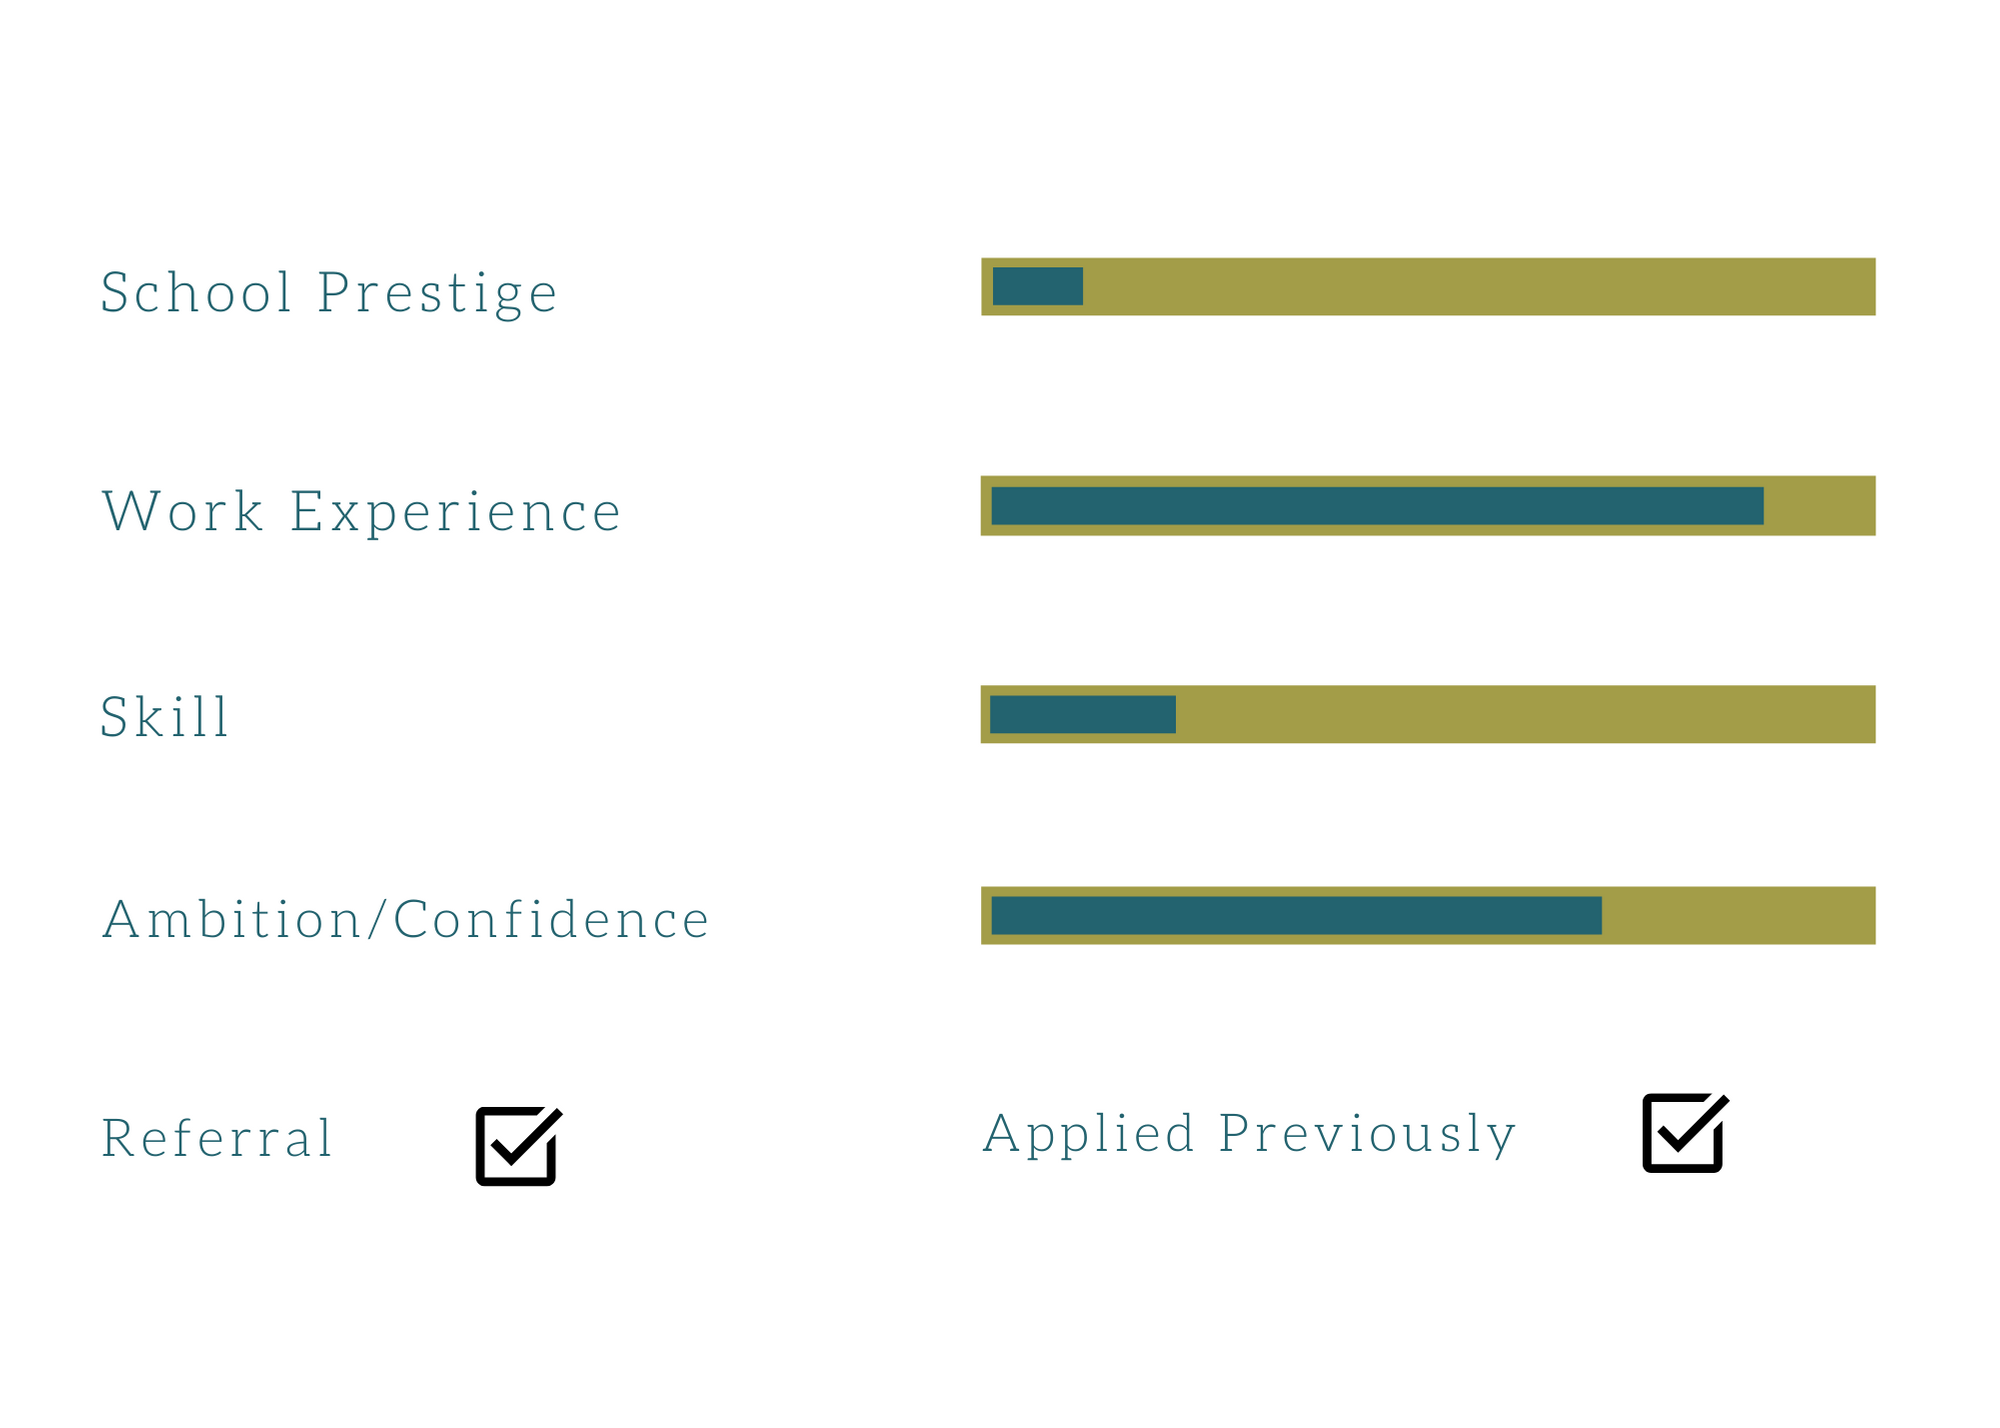 School Prestige
Work Experience
Skill
Ambition/Confidence
Referral
Applied Previously